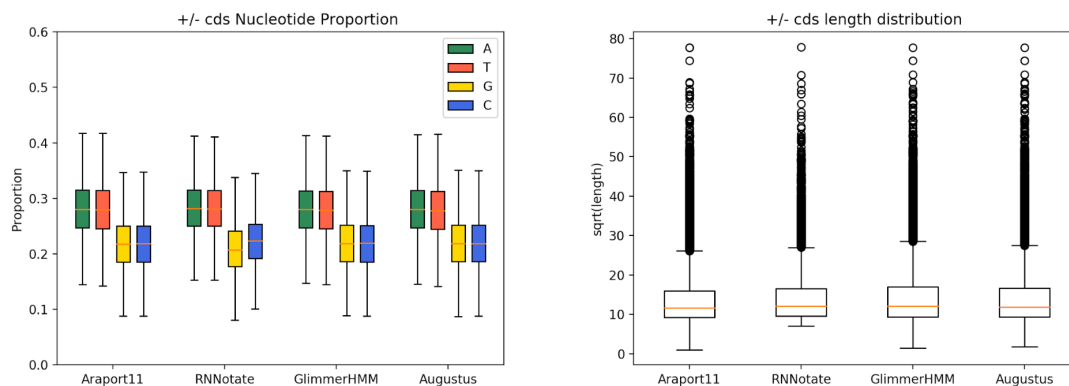 +/- cds Nucleotide Proportion
0.6
0.5
0.4
0.3
0.2
0.1
0.0
Proportion
A
T
G
C
Araport11 RNNotate GlimmerHMM Augustus
+/- cds length distribution
80
70
60
50
40
30
20
10
0
sqrt(length)
Araport11 RNNotate GlimmerHMM Augustus